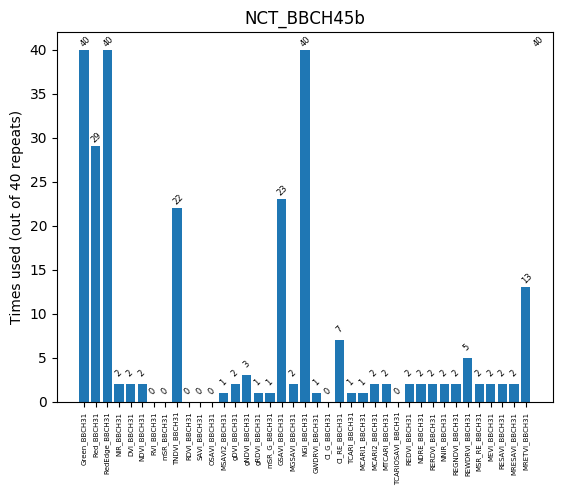 NCT_BBCH45b
Times used (out of 40 repeats)
40
35
30
25
20
15
10
5
0
40
29
40
2
2
2
0
0
22
0
0
0
1
2
3
1
1
23
2
40
1
0
7
1
1
2
2
0
2
2
2
2
2
5
2
2
2
2
13
40
Green_BBCH31
Red_BBCH31
RedEdge_BBCH31
NIR_BBCH31
DVI_BBCH31
NDVI_BBCH31
RVI_BBCH31
mSR_BBCH31
TNDVI_BBCH31
RDVI_BBCH31
SAVI_BBCH31
OSAVI_BBCH31
MSAVI2_BBCH31
gDVI_BBCH31
gNDVI_BBCH31
gRDVI_BBCH31
mSR_G_BBCH31
GSAVI_BBCH31
MGSAVI_BBCH31
NGI_BBCH31
GWDRVI_BBCH31
CI_G_BBCH31
CI_RE_BBCH31
TCARI_BBCH31
MCARI1_BBCH31
MCARI2_BBCH31
MTCARI_BBCH31
TCARIOSAVI_BBCH31
REDVI_BBCH31
NDRE_BBCH31
RERDVI_BBCH31
NNIR_BBCH31
REGNDVI_BBCH31
REWDRVI_BBCH31
MSR_RE_BBCH31
MEVI_BBCH31
RESAVI_BBCH31
MRESAVI_BBCH31
MRETVI_BBCH31